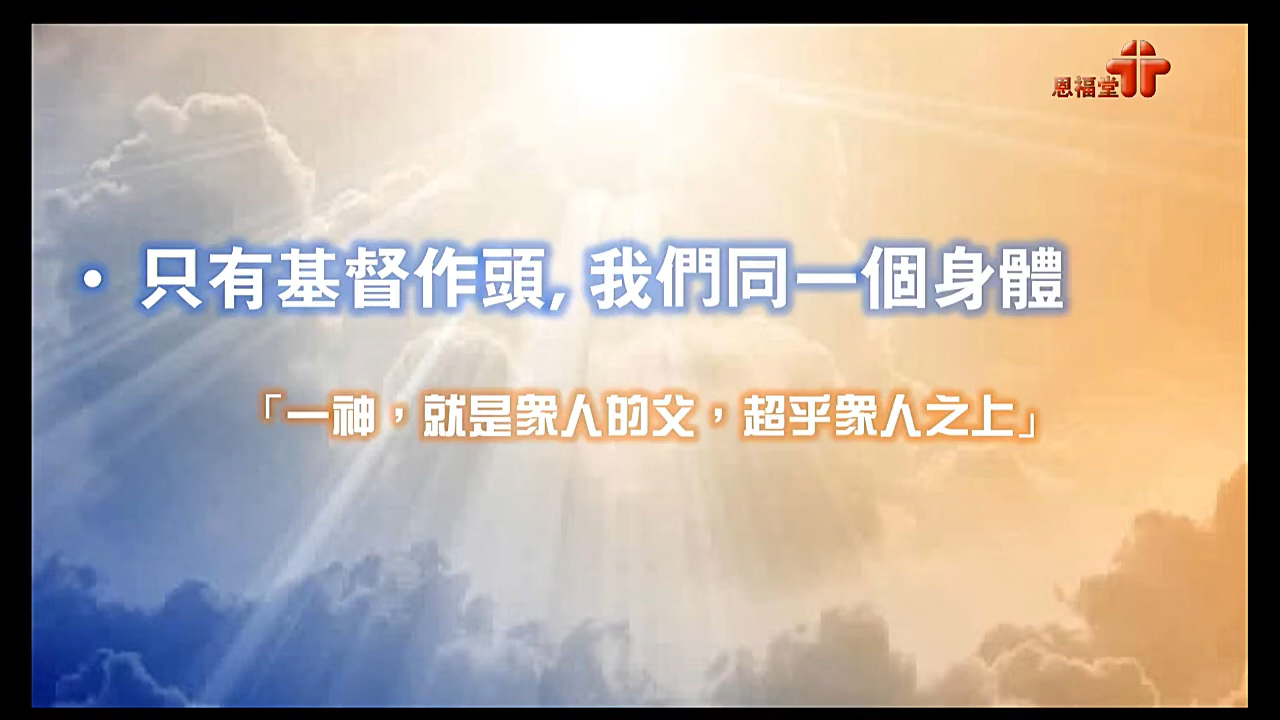 恩福堂
• 只有基督作頭, 我們同一個身體
「一神，就是眾人的父，超乎眾人之上」